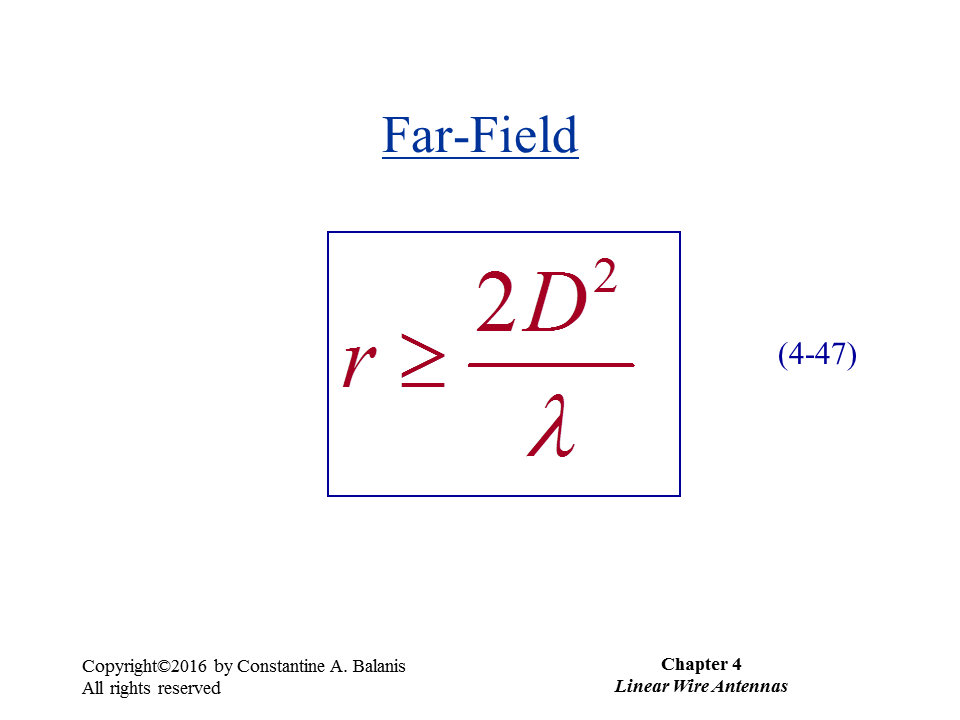 Far-Field
r ≥ 2D²/λ
(4-47)
Copyright©2016 by Constantine A. Balanis
All rights reserved
Chapter 4
Linear Wire Antennas